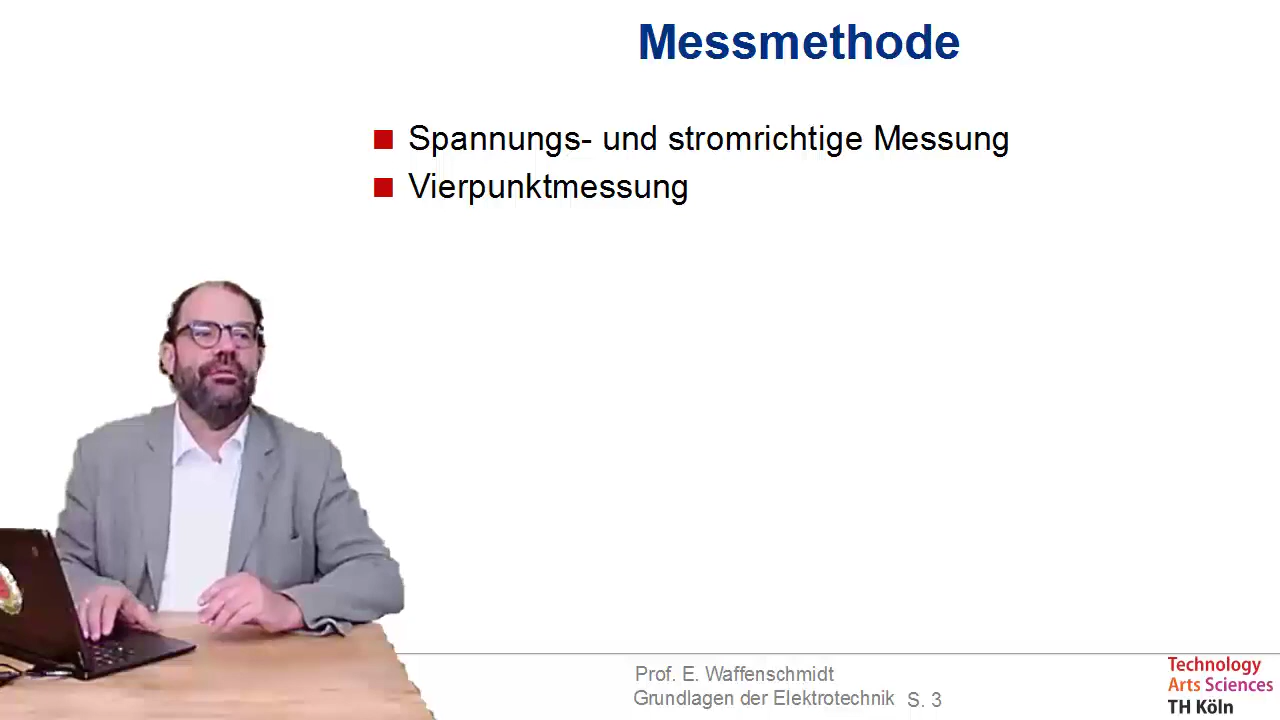 Messmethode
Spannungs- und stromrichtige Messung
Vierpunktmessung
Prof. E. Waffenschmidt
Grundlagen der Elektrotechnik S. 3
Technology
Arts Sciences
TH Köln